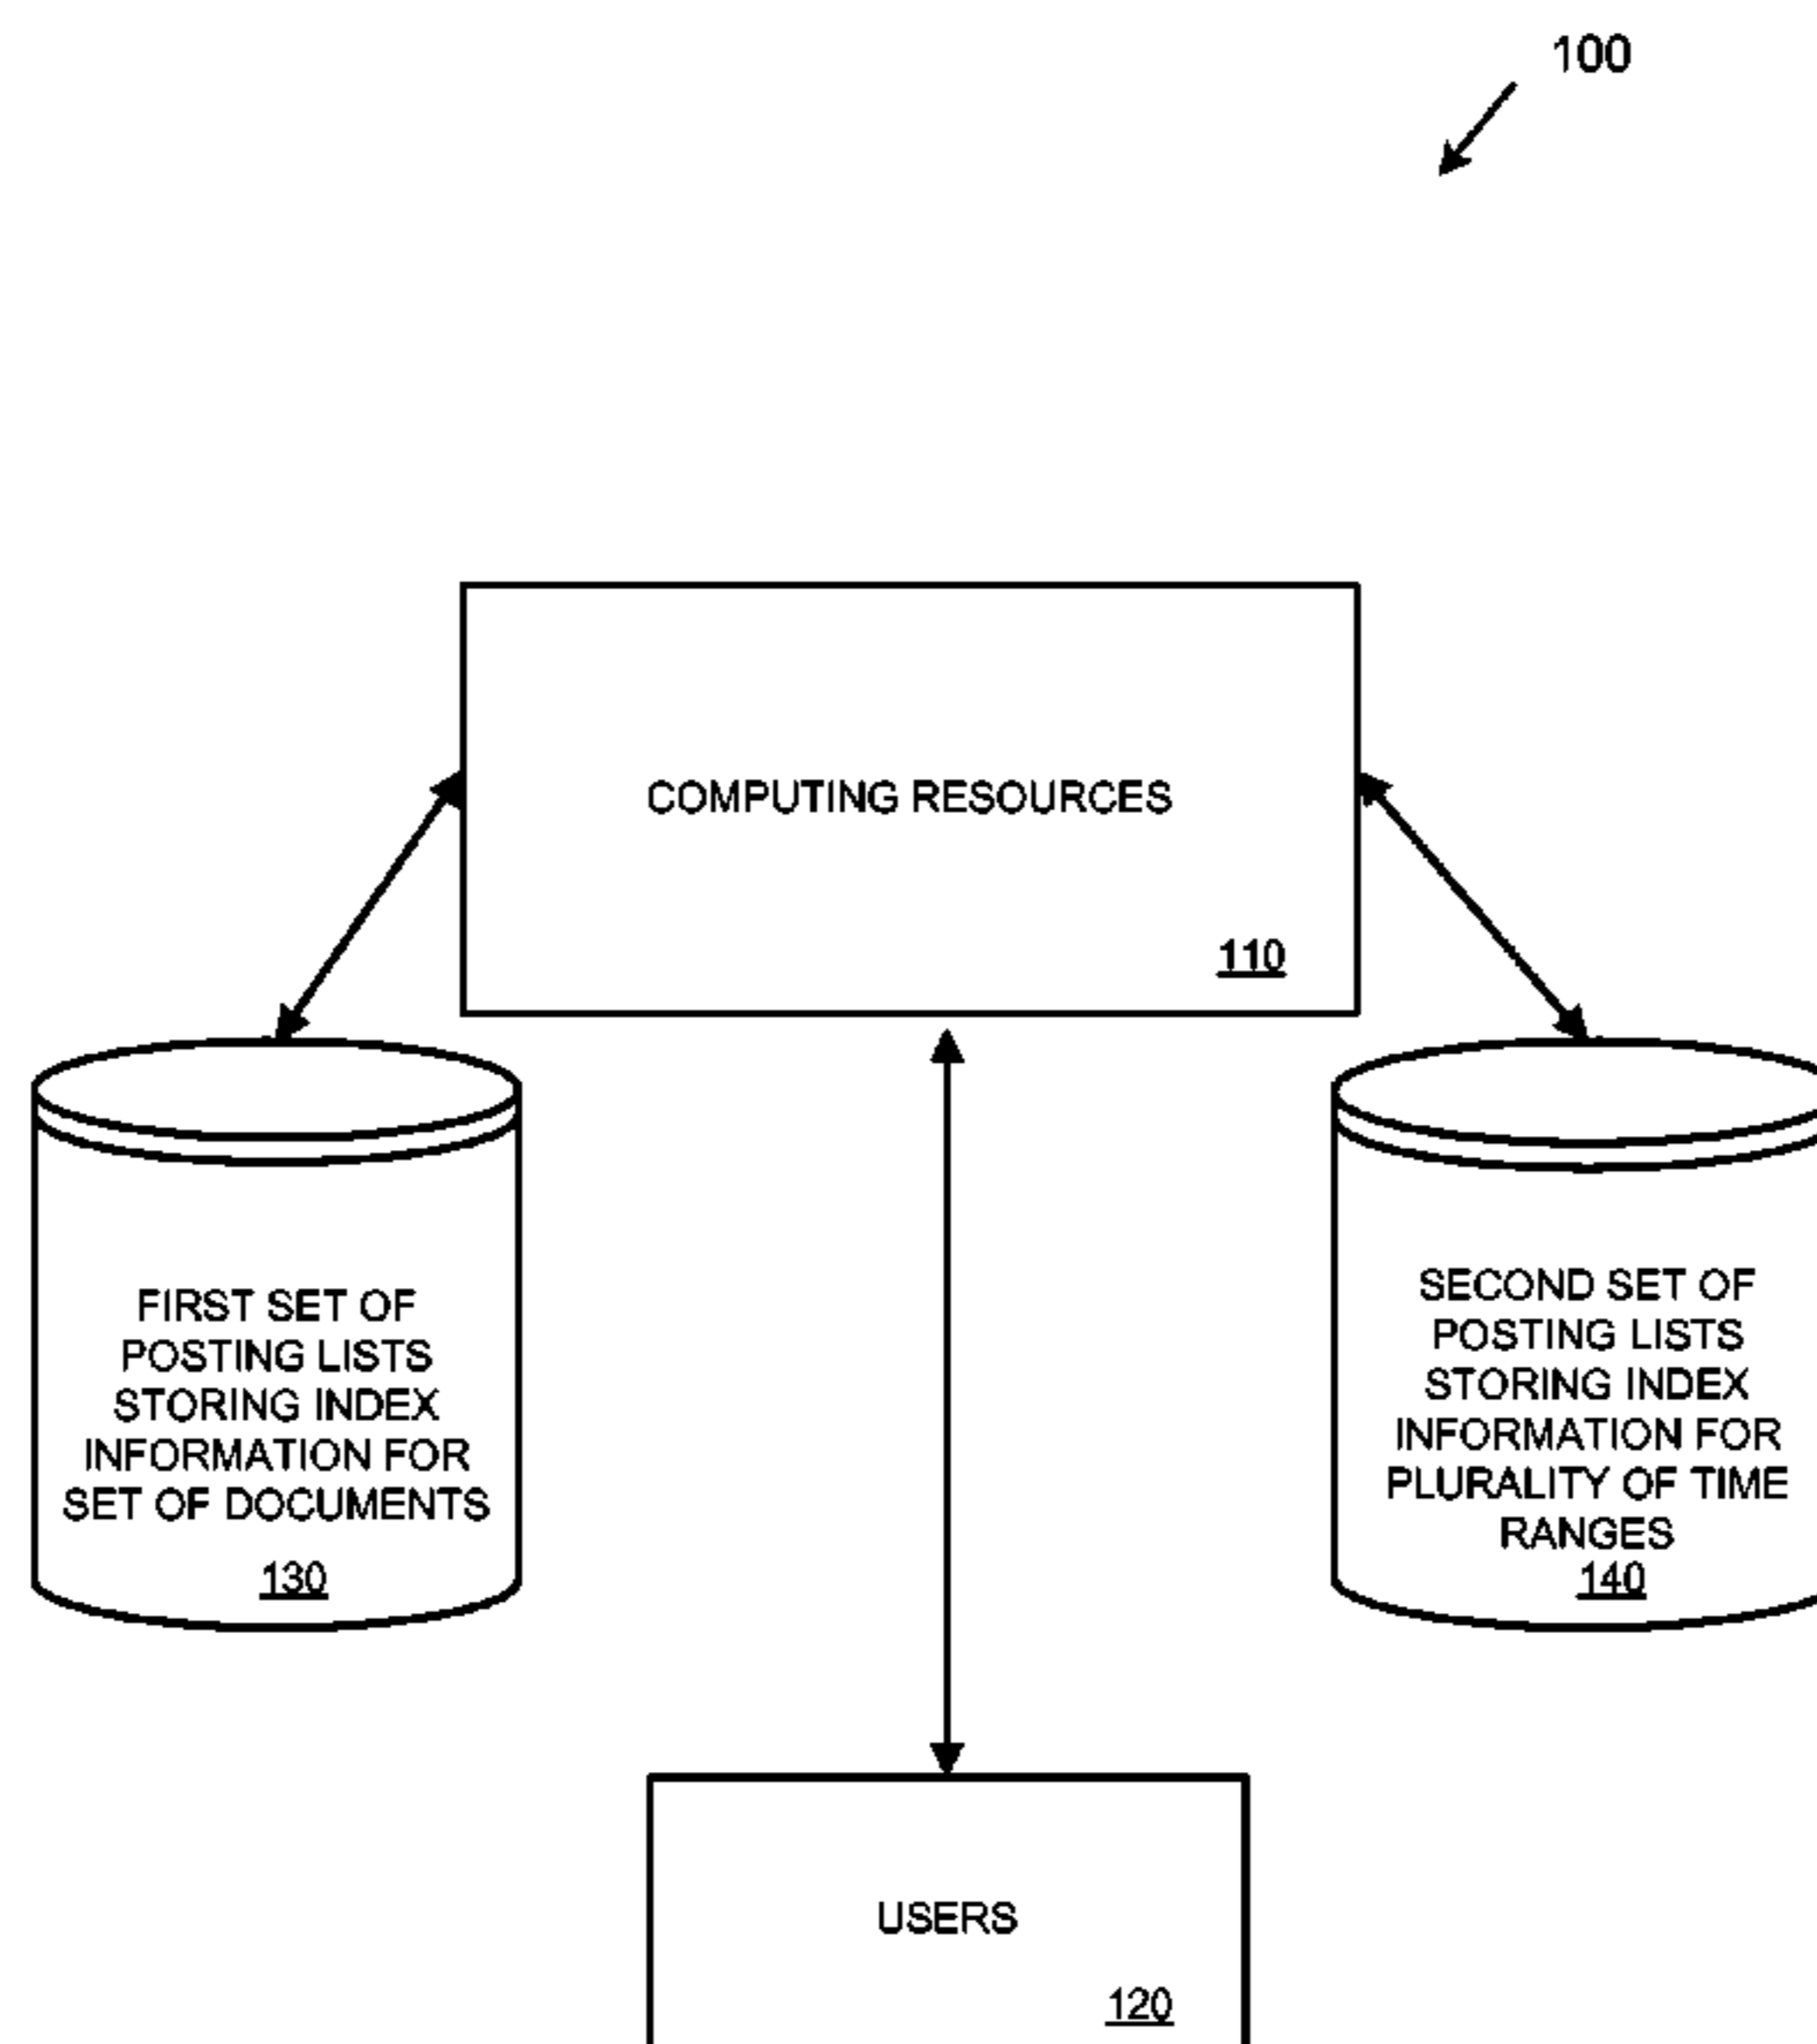 100
COMPUTING RESOURCES
110
FIRST SET OF
POSTING LISTS
STORING INDEX
INFORMATION FOR
SET OF DOCUMENTS
130
SECOND SET OF
POSTING LISTS
STORING INDEX
INFORMATION FOR
PLURALITY OF TIME
RANGES
140
USERS
120